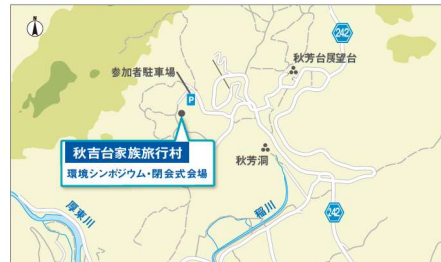 242
秋芳台展望台
参加者駐車場
P
秋吉台家族旅行村
環境シンポジウム・閉会式会場
秋芳洞
稲川
厚東川
242